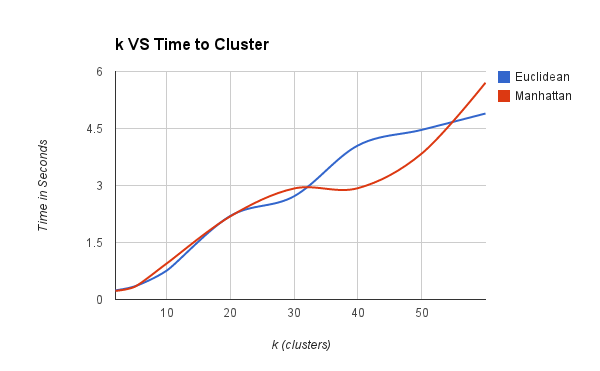 k VS Time to Cluster
Euclidean
Manhattan
Time in Seconds
6
4.5
3
1.5
0
10 20 30 40 50
k (clusters)